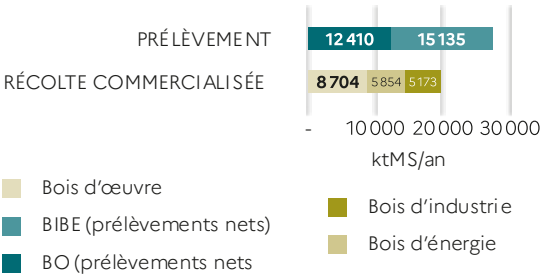 PRÉLÈVEMENT 12 410 15 135
RÉCOLTE COMMERCIALISÉE 8 704 5 854 5 173
- 10 000 20 000 30 000
ktMS/an
Bois d'œuvre
BIBE (prélèvements nets)
BO (prélèvements nets
Bois d'industrie
Bois d'énergie